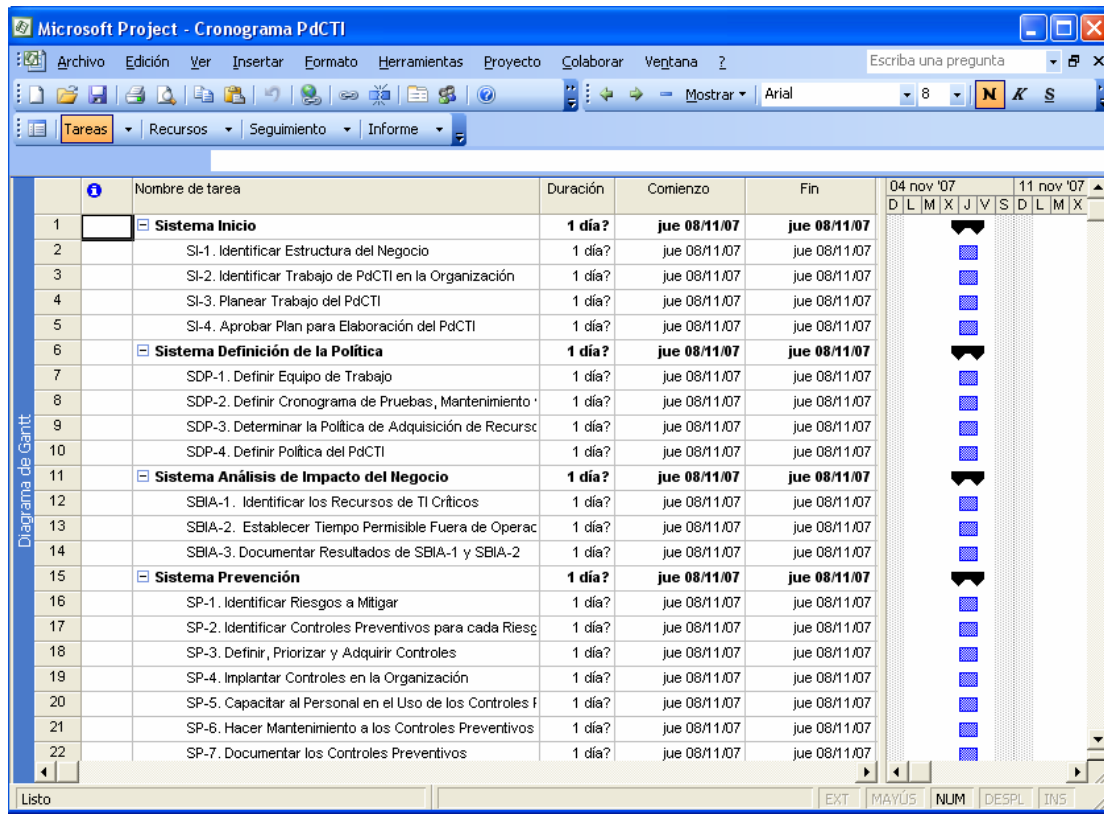 Microsoft Project - Cronograma PdCTI
Archivo Edición Ver Insertar Formato Herramientas Proyecto Colaborar Ventana ? Escriba una pregunta
Mostrar Arial 8 N K S
Tareas Recursos Seguimiento Informe
Nombre de tarea Duración Comienzo Fin 04 nov '07 11 nov '07
D L M X J V S D L M X
1 Sistema Inicio 1 día? jue 08/11/07 jue 08/11/07
2 SI-1. Identificar Estructura del Negocio 1 día? jue 08/11/07 jue 08/11/07
3 SI-2. Identificar Trabajo de PdCTI en la Organización 1 día? jue 08/11/07 jue 08/11/07
4 SI-3. Planear Trabajo del PdCTI 1 día? jue 08/11/07 jue 08/11/07
5 SI-4. Aprobar Plan para Elaboración del PdCTI 1 día? jue 08/11/07 jue 08/11/07
6 Sistema Definición de la Política 1 día? jue 08/11/07 jue 08/11/07
7 SDP-1. Definir Equipo de Trabajo 1 día? jue 08/11/07 jue 08/11/07
8 SDP-2. Definir Cronograma de Pruebas, Mantenimiento 1 día? jue 08/11/07 jue 08/11/07
9 SDP-3. Determinar la Política de Adquisición de Recurso 1 día? jue 08/11/07 jue 08/11/07
10 SDP-4. Definir Política del PdCTI 1 día? jue 08/11/07 jue 08/11/07
11 Sistema Análisis de Impacto del Negocio 1 día? jue 08/11/07 jue 08/11/07
12 SBIA-1. Identificar los Recursos de TI Críticos 1 día? jue 08/11/07 jue 08/11/07
13 SBIA-2. Establecer Tiempo Permisible Fuera de Operac 1 día? jue 08/11/07 jue 08/11/07
14 SBIA-3. Documentar Resultados de SBIA-1 y SBIA-2 1 día? jue 08/11/07 jue 08/11/07
15 Sistema Prevención 1 día? jue 08/11/07 jue 08/11/07
16 SP-1. Identificar Riesgos a Mitigar 1 día? jue 08/11/07 jue 08/11/07
17 SP-2. Identificar Controles Preventivos para cada Riesg 1 día? jue 08/11/07 jue 08/11/07
18 SP-3. Definir, Priorizar y Adquirir Controles 1 día? jue 08/11/07 jue 08/11/07
19 SP-4. Implantar Controles en la Organización 1 día? jue 08/11/07 jue 08/11/07
20 SP-5. Capacitar al Personal en el Uso de los Controles 1 día? jue 08/11/07 jue 08/11/07
21 SP-6. Hacer Mantenimiento a los Controles Preventivos 1 día? jue 08/11/07 jue 08/11/07
22 SP-7. Documentar los Controles Preventivos 1 día? jue 08/11/07 jue 08/11/07
Diagrama de Gantt
Listo EXT MAYÚS NUM DESPL INS